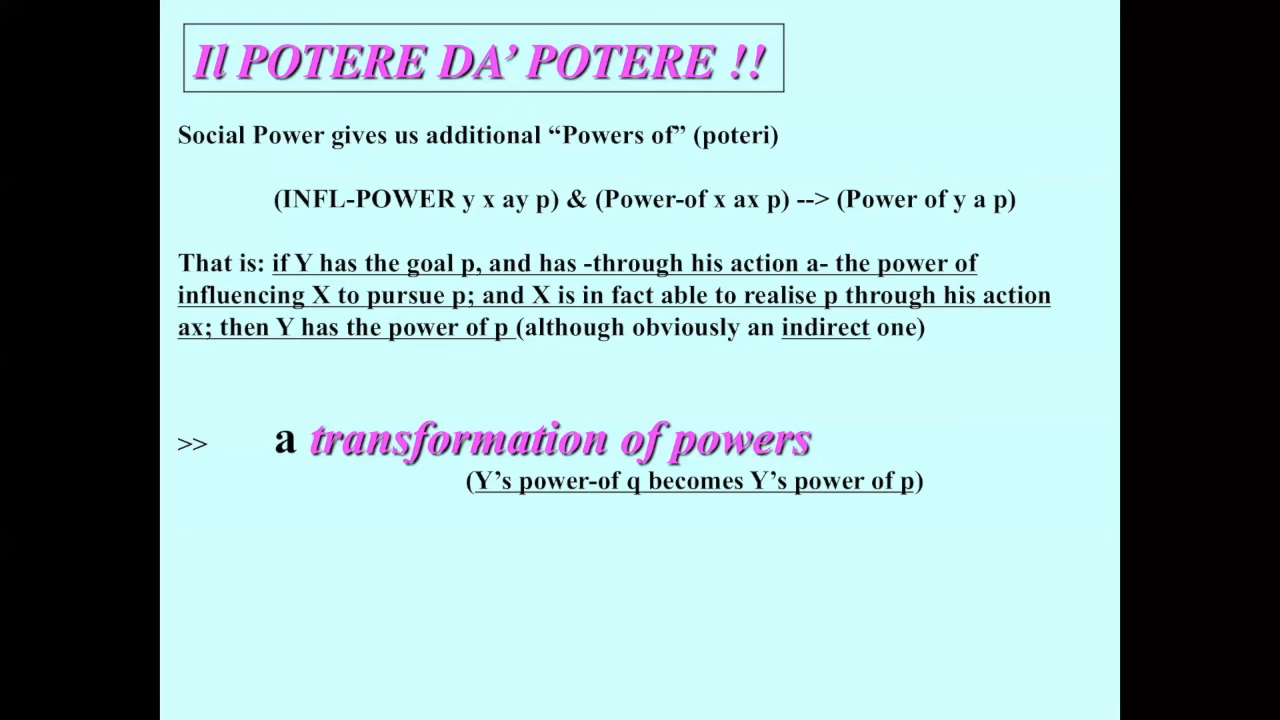 Il POTERE DA’ POTERE !!
Social Power gives us additional “Powers of” (poteri)
(INFL-POWER y x ay p) & (Power-of x ax p) --> (Power of y a p)
That is: if Y has the goal p, and has -through his action a- the power of
influencing X to pursue p; and X is in fact able to realise p through his action
ax; then Y has the power of p (although obviously an indirect one)
>> a transformation of powers
(Y’s power-of q becomes Y’s power of p)